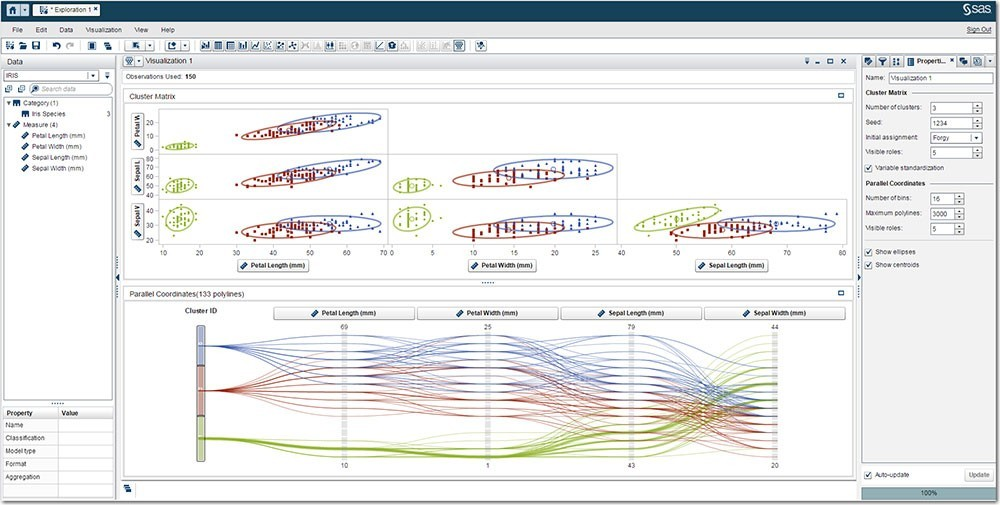 * Exploration 1
sas
File Edit Data Visualization View Help
Sign Out
Data
IRIS
Search data
Category (1)
Iris Species 3
Measure (4)
Petal Length (mm)
Petal Width (mm)
Sepal Length (mm)
Sepal Width (mm)
Property Value
Name
Classification
Model type
Format
Aggregation
Visualization 1
Observations Used: 150
Cluster Matrix
Petal W
20
10
0
Sepal L
80
70
60
50
40
Sepal V
40
30
20
10 20 30 40 50 60 70 0 10 15 20 25 40 50 60 70 80
Petal Length (mm) Petal Width (mm) Sepal Length (mm)
Parallel Coordinates(133 polylines)
Cluster ID
Petal Length (mm) Petal Width (mm) Sepal Length (mm) Sepal Width (mm)
69 25 79 44
10 1 43 20
Properti...
Name: Visualization 1
Cluster Matrix
Number of clusters: 3
Seed: 1234
Initial assignment: Forgy
Visible roles: 5
Variable standardization
Parallel Coordinates
Number of bins: 16
Maximum polylines: 3000
Visible roles: 5
Show ellipses
Show centroids
Auto-update Update
100%